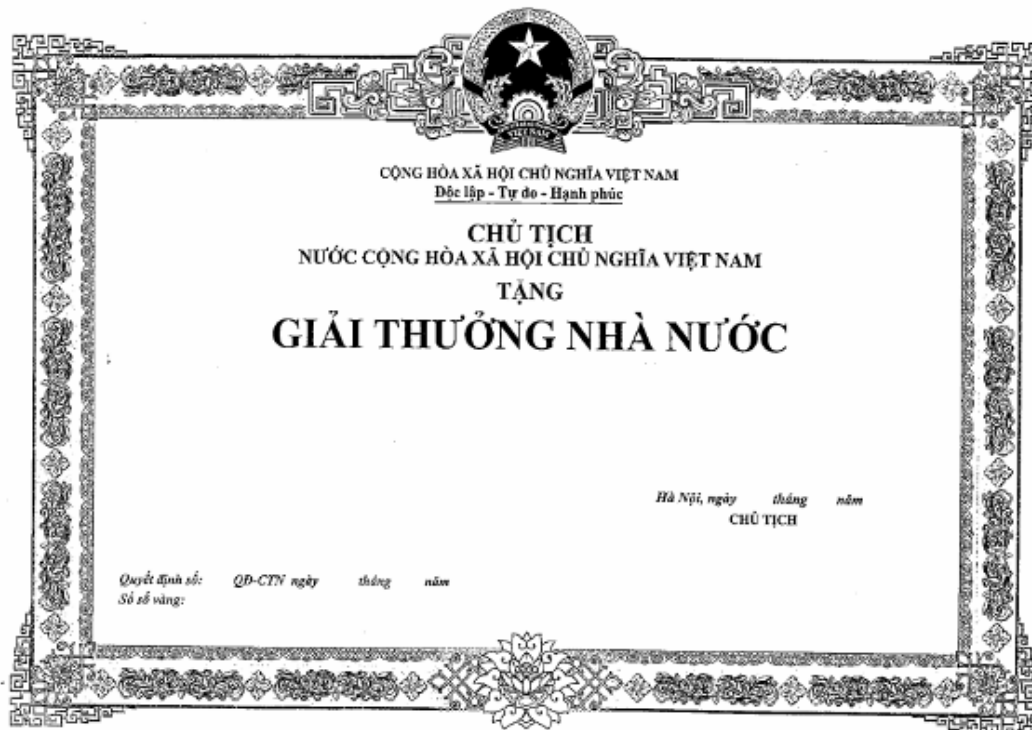 VIỆT NAM
CỘNG HÒA XÃ HỘI CHỦ NGHĨA VIỆT NAM
Độc lập - Tự do - Hạnh phúc
CHỦ TỊCH
NƯỚC CỘNG HÒA XÃ HỘI CHỦ NGHĨA VIỆT NAM
TẶNG
GIẢI THƯỞNG NHÀ NƯỚC
Hà Nội, ngày tháng năm
CHỦ TỊCH
Quyết định số: QĐ-CTN ngày tháng năm
Số sổ vàng: